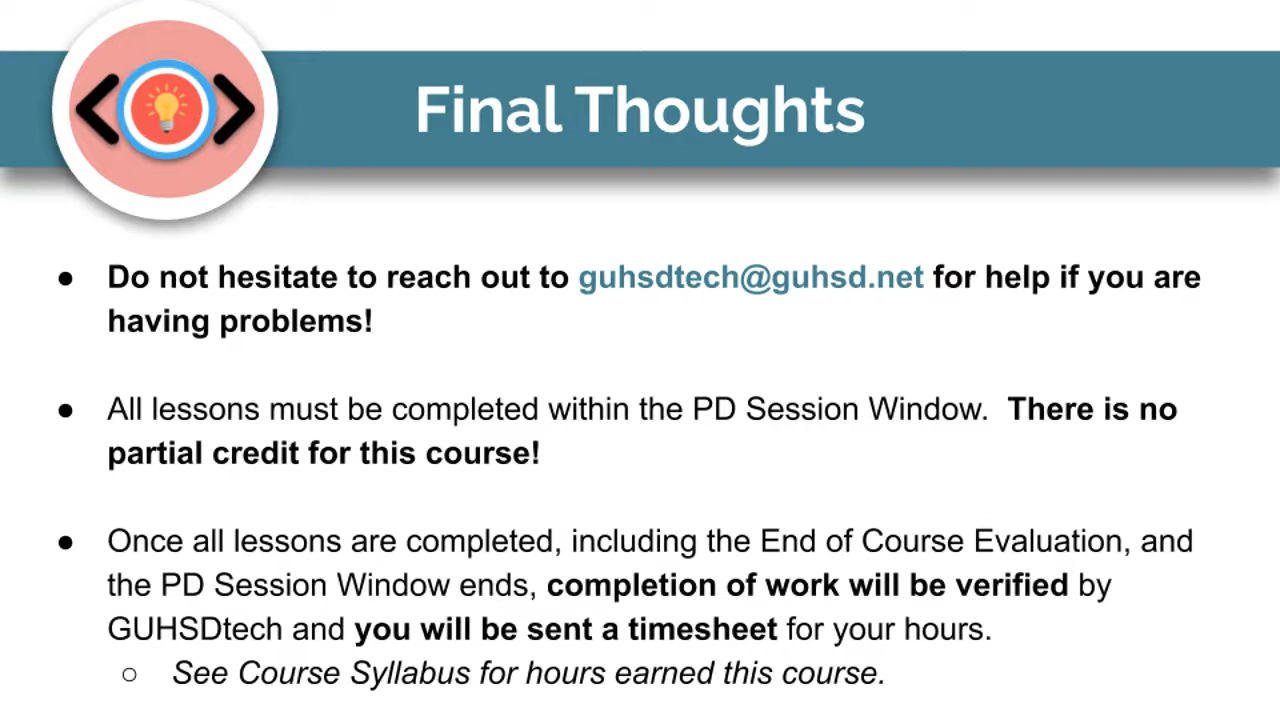 Final Thoughts
● Do not hesitate to reach out to guhsdtech@guhsd.net for help if you are
having problems!
● All lessons must be completed within the PD Session Window.  There is no
partial credit for this course!
● Once all lessons are completed, including the End of Course Evaluation, and
the PD Session Window ends, completion of work will be verified by
GUHSDtech and you will be sent a timesheet for your hours.
○ See Course Syllabus for hours earned this course.